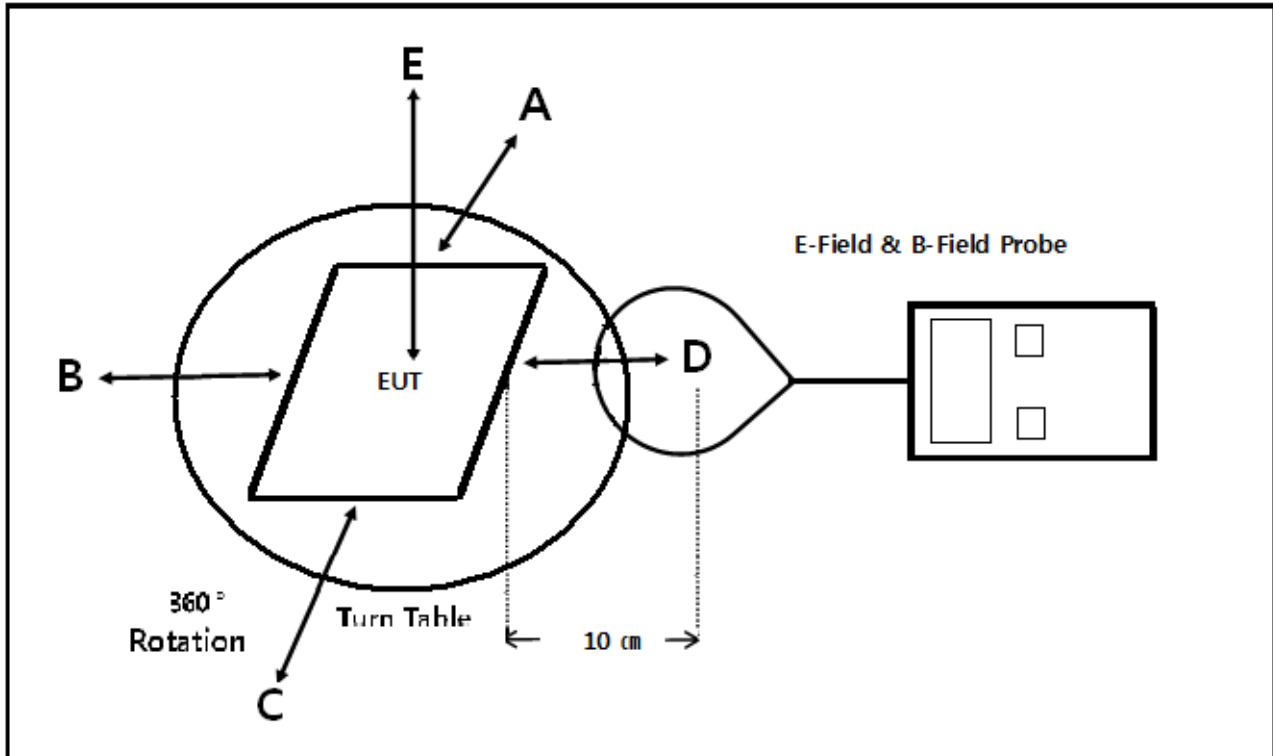 E
A
E-Field & B-Field Probe
B
EUT
D
360°
Rotation
Turn Table
10 ㎝
C